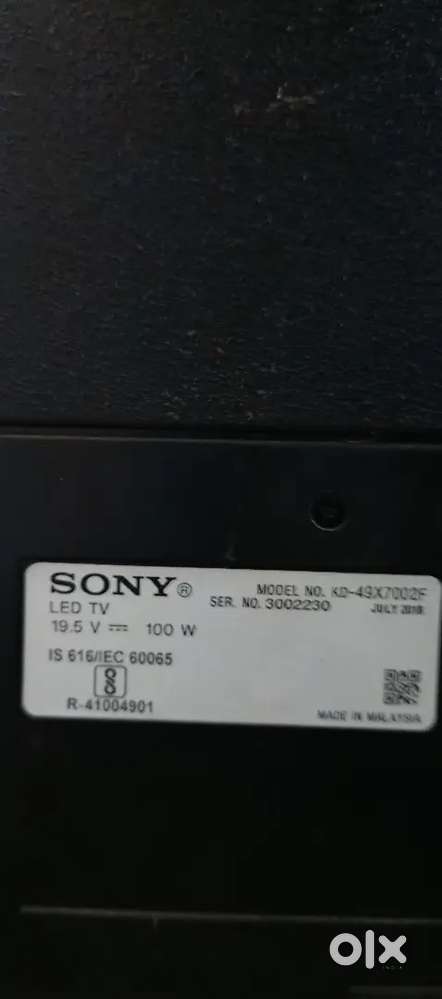 SONY® MODEL NO. KD-49X7002F
LED TV SER. NO. 3002230 JULY 2018
19.5 V ⎓ 100 W
IS 616/IEC 60065
R-41004901
MADE IN MALAYSIA
olx
INDIA